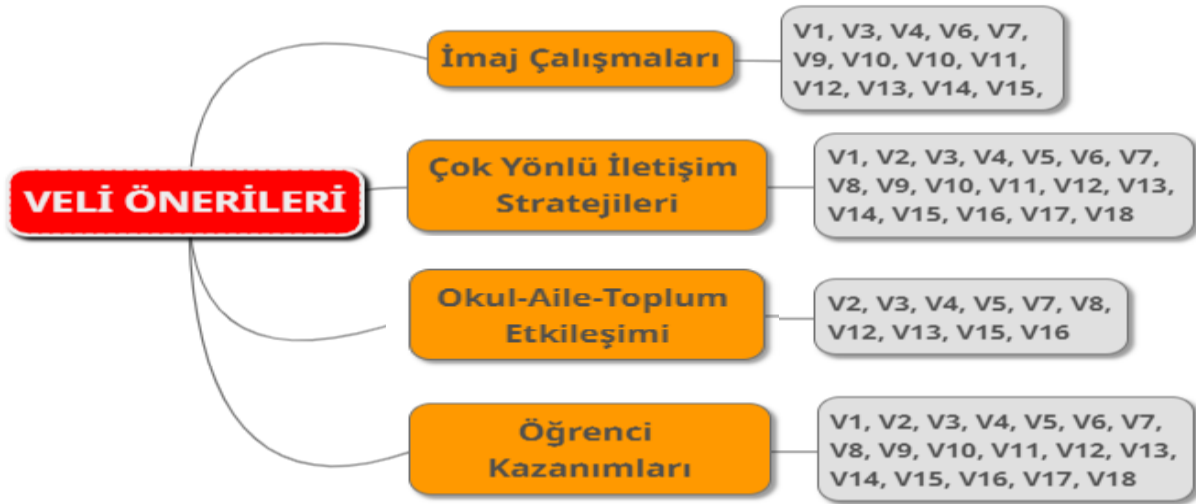 VELİ ÖNERİLERİ
İmaj Çalışmaları
V1, V3, V4, V6, V7,
V9, V10, V10, V11,
V12, V13, V14, V15,
Çok Yönlü İletişim
Stratejileri
V1, V2, V3, V4, V5, V6, V7,
V8, V9, V10, V11, V12, V13,
V14, V15, V16, V17, V18
Okul-Aile-Toplum
Etkileşimi
V2, V3, V4, V5, V7, V8,
V12, V13, V15, V16
Öğrenci
Kazanımları
V1, V2, V3, V4, V5, V6, V7,
V8, V9, V10, V11, V12, V13,
V14, V15, V16, V17, V18